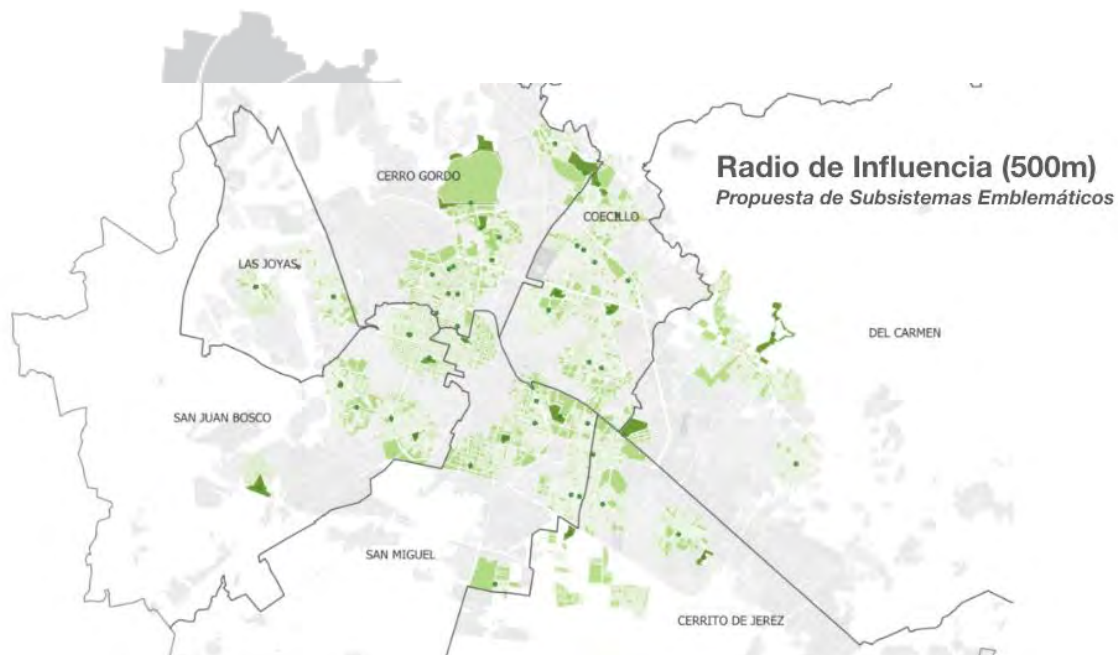 Radio de Influencia (500m)
Propuesta de Subsistemas Emblemáticos
CERRO GORDO
COECILLO
LAS JOYAS
DEL CARMEN
SAN JUAN BOSCO
SAN MIGUEL
CERRITO DE JEREZ